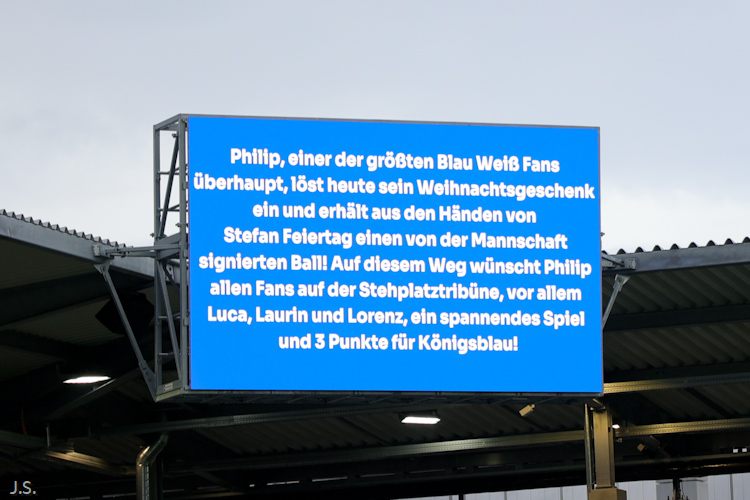 Philip, einer der größten Blau Weiß Fans
überhaupt, löst heute sein Weihnachtsgeschenk
ein und erhält aus den Händen von
Stefan Feiertag einen von der Mannschaft
signierten Ball! Auf diesem Weg wünscht Philip
allen Fans auf der Stehplatztribüne, vor allem
Luca, Laurin und Lorenz, ein spannendes Spiel
und 3 Punkte für Königsblau!
J.S.